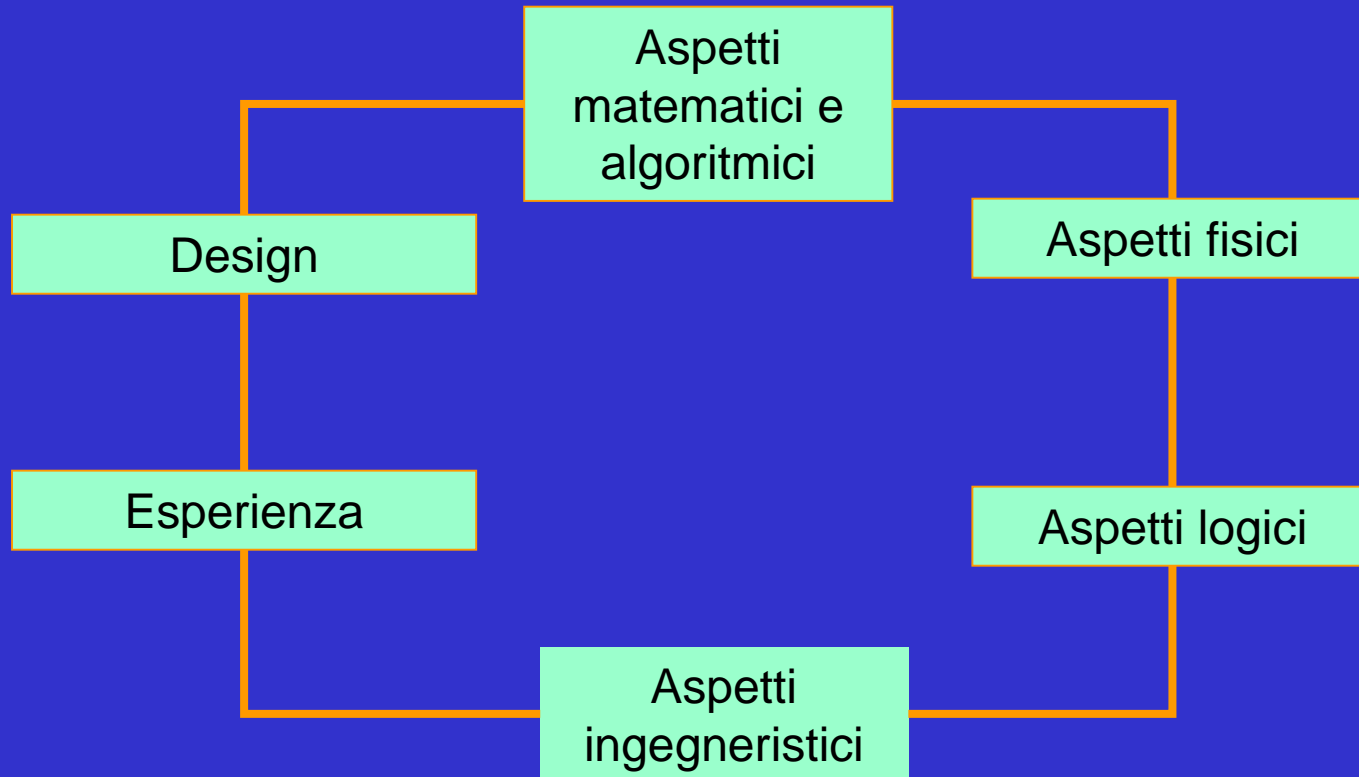 Aspetti
matematici e
algoritmici
Design
Aspetti fisici
Esperienza
Aspetti logici
Aspetti
ingegneristici